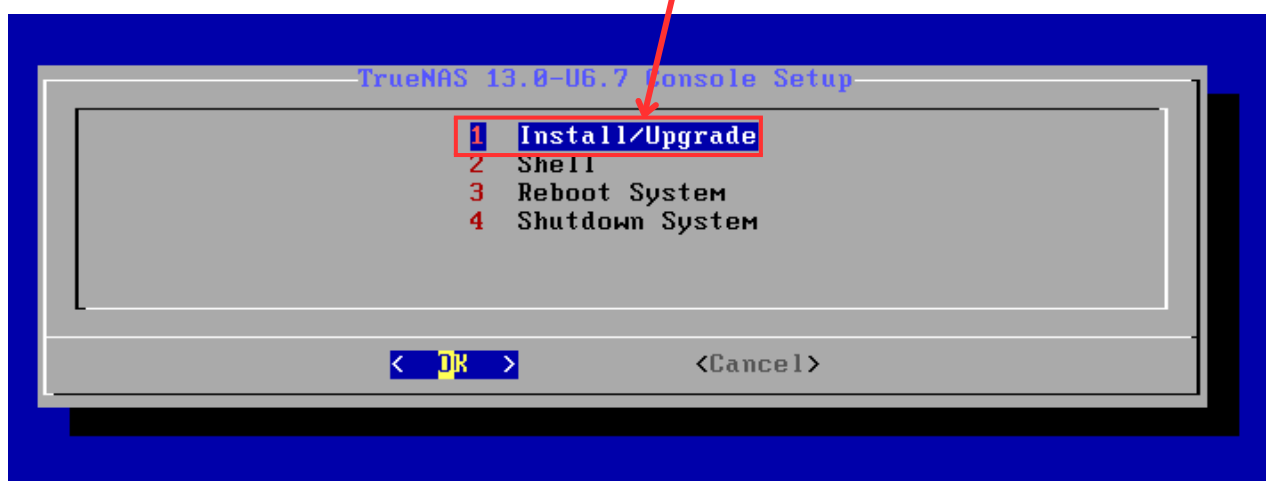 TrueNAS 13.0-U6.7 Console Setup
1 Install/Upgrade
2 Shell
3 Reboot System
4 Shutdown System
< OK > <Cancel>